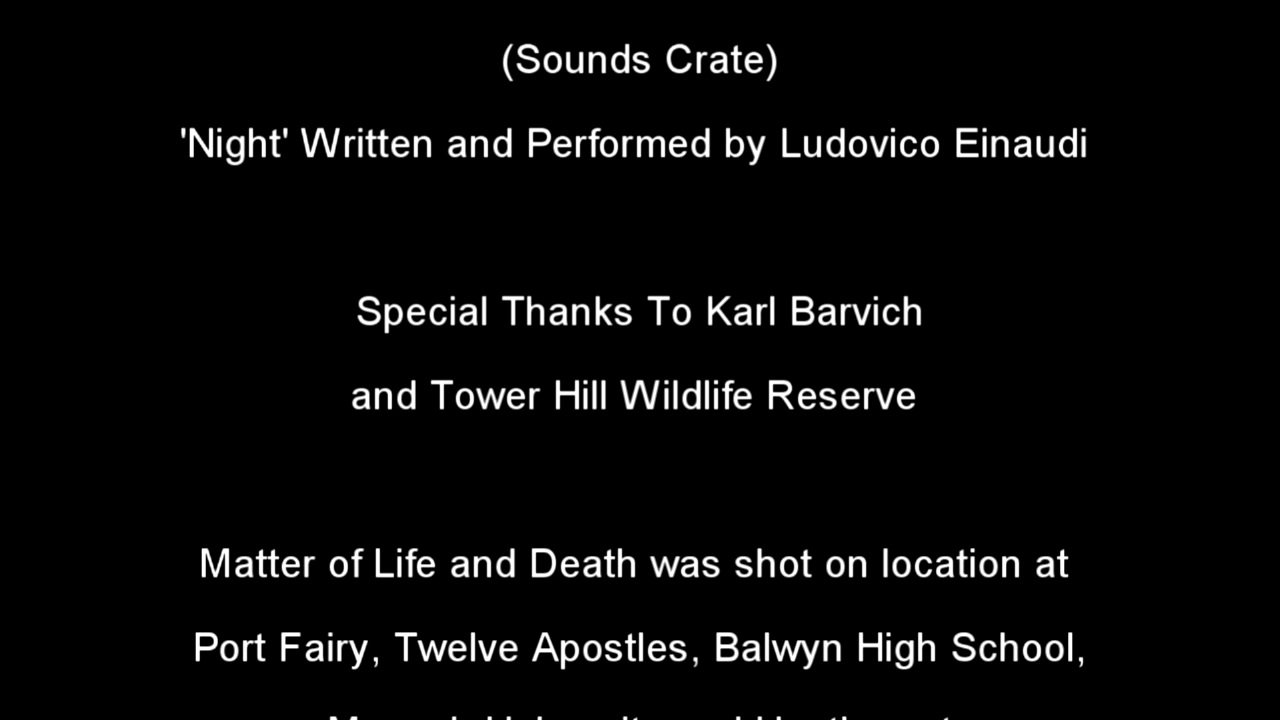 (Sounds Crate)
'Night' Written and Performed by Ludovico Einaudi
Special Thanks To Karl Barvich
and Tower Hill Wildlife Reserve
Matter of Life and Death was shot on location at
Port Fairy, Twelve Apostles, Balwyn High School,